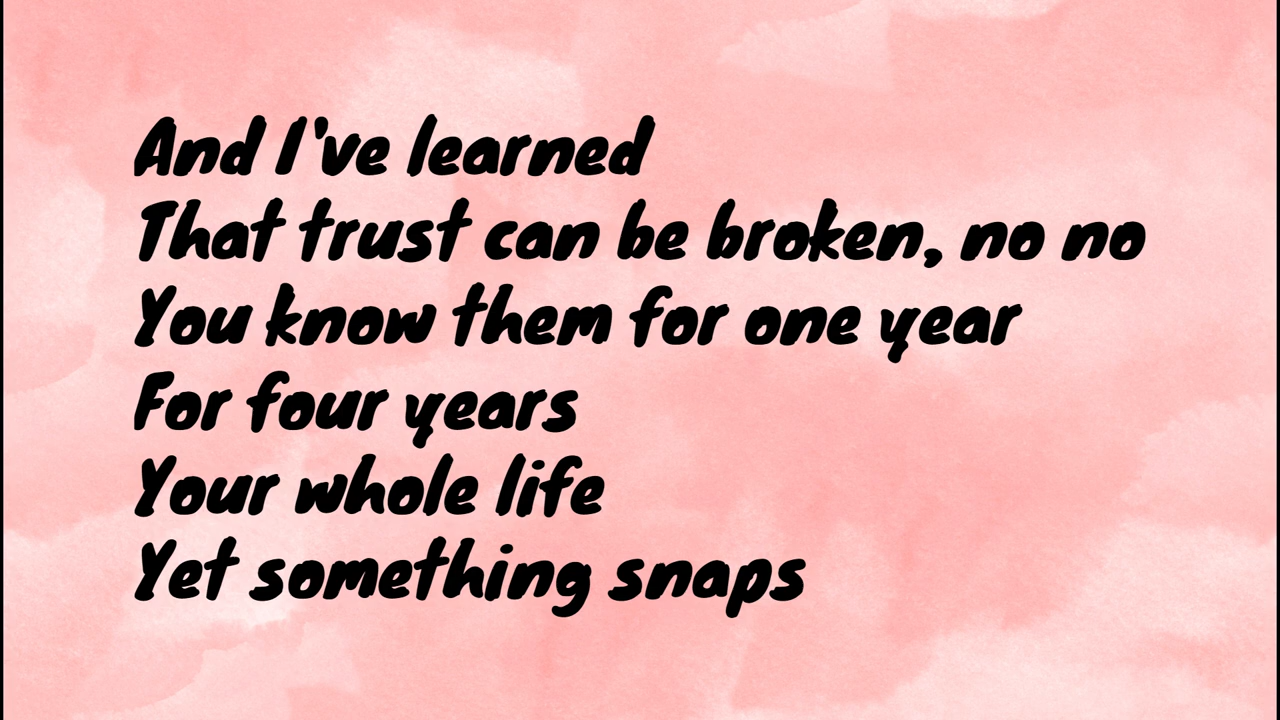 And I've learned
That trust can be broken, no no
You know them for one year
For four years
Your whole life
Yet something snaps